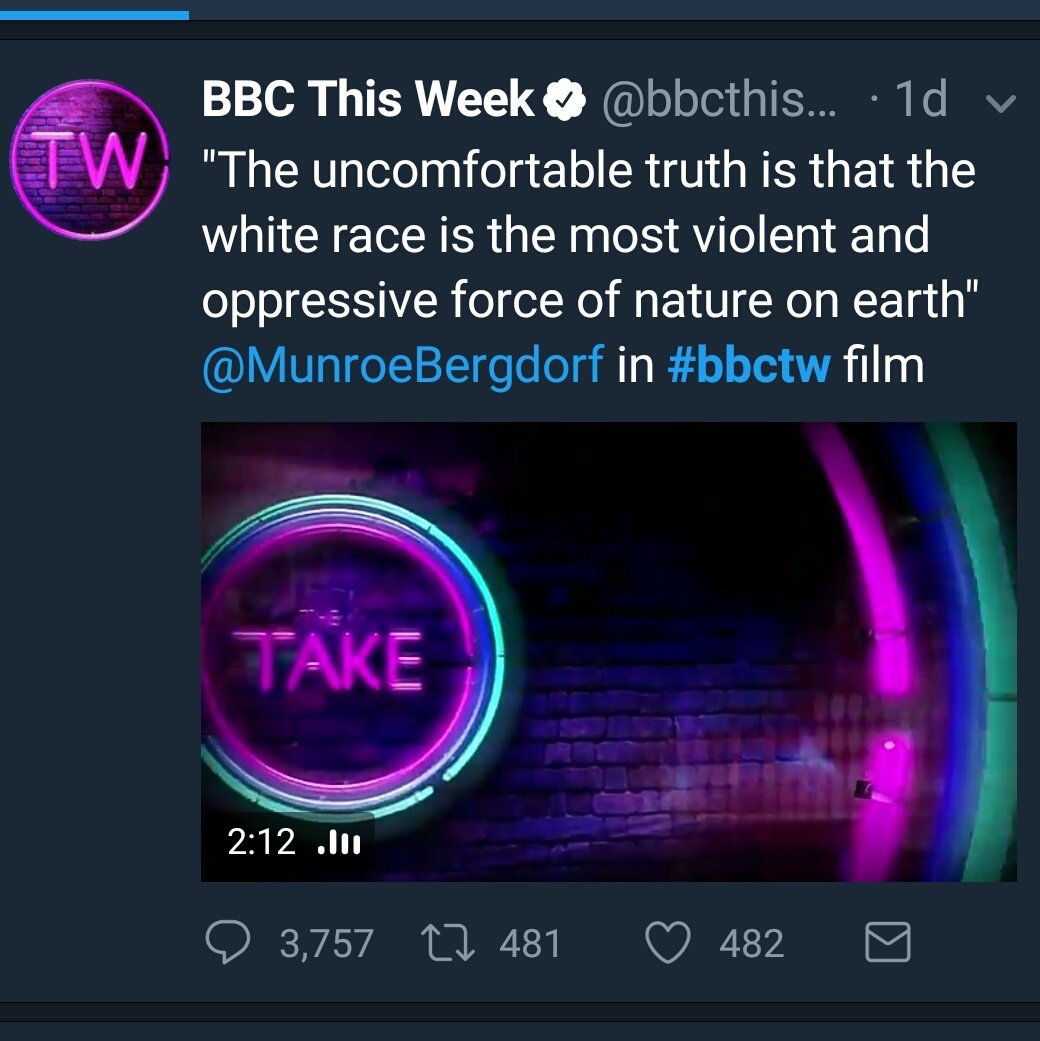 TW
BBC This Week @bbcthis... · 1d
"The uncomfortable truth is that the
white race is the most violent and
oppressive force of nature on earth"
@MunroeBergdorf in #bbctw film
THE
TAKE
2:12
3,757 481 482